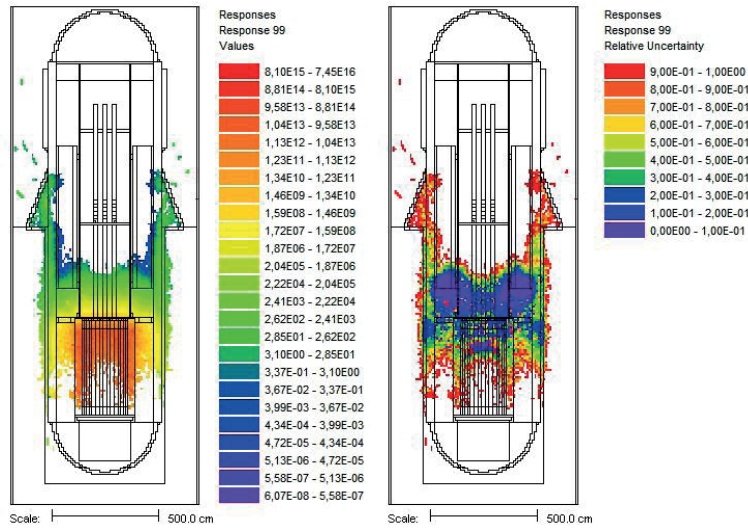 Responses
Response 99
Values
8,10E15 - 7,45E16
8,81E14 - 8,10E15
9,58E13 - 8,81E14
1,04E13 - 9,58E13
1,13E12 - 1,04E13
1,23E11 - 1,13E12
1,34E10 - 1,23E11
1,46E09 - 1,34E10
1,59E08 - 1,46E09
1,72E07 - 1,59E08
1,87E06 - 1,72E07
2,04E05 - 1,87E06
2,22E04 - 2,04E05
2,41E03 - 2,22E04
2,62E02 - 2,41E03
2,85E01 - 2,62E02
3,10E00 - 2,85E01
3,37E-01 - 3,10E00
3,67E-02 - 3,37E-01
3,99E-03 - 3,67E-02
4,34E-04 - 3,99E-03
4,72E-05 - 4,34E-04
5,13E-06 - 4,72E-05
5,58E-07 - 5,13E-06
6,07E-08 - 5,58E-07
Scale: 500.0 cm
Responses
Response 99
Relative Uncertainty
9,00E-01 - 1,00E00
8,00E-01 - 9,00E-01
7,00E-01 - 8,00E-01
6,00E-01 - 7,00E-01
5,00E-01 - 6,00E-01
4,00E-01 - 5,00E-01
3,00E-01 - 4,00E-01
2,00E-01 - 3,00E-01
1,00E-01 - 2,00E-01
0,00E00 - 1,00E-01
Scale: 500.0 cm